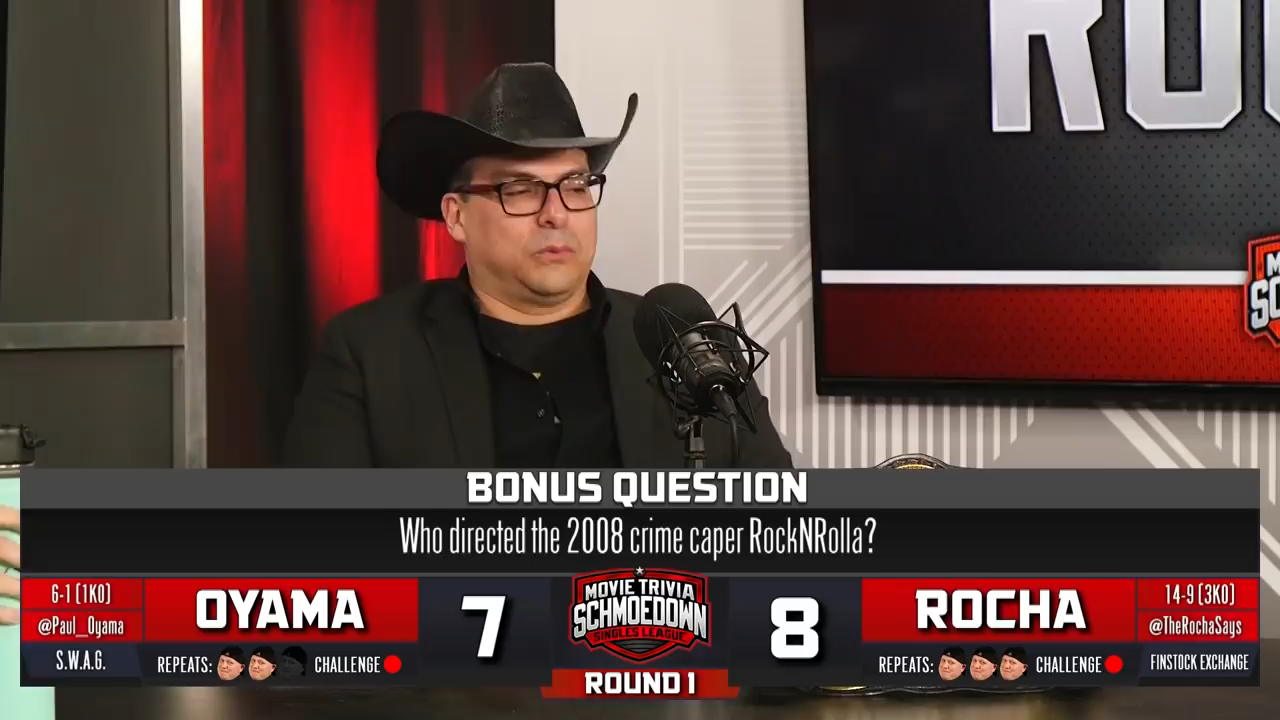 RO
BONUS QUESTION
Who directed the 2008 crime caper RockNRolla?
6-1 (1KO)
@Paul_Oyama
S.W.A.G.
OYAMA
REPEATS:
CHALLENGE
7
MOVIE TRIVIA
SCHMOEDOWN
SINGLES LEAGUE
ROUND 1
8
ROCHA
REPEATS:
CHALLENGE
14-9 (3KO)
@TheRochaSays
FINSTOCK EXCHANGE